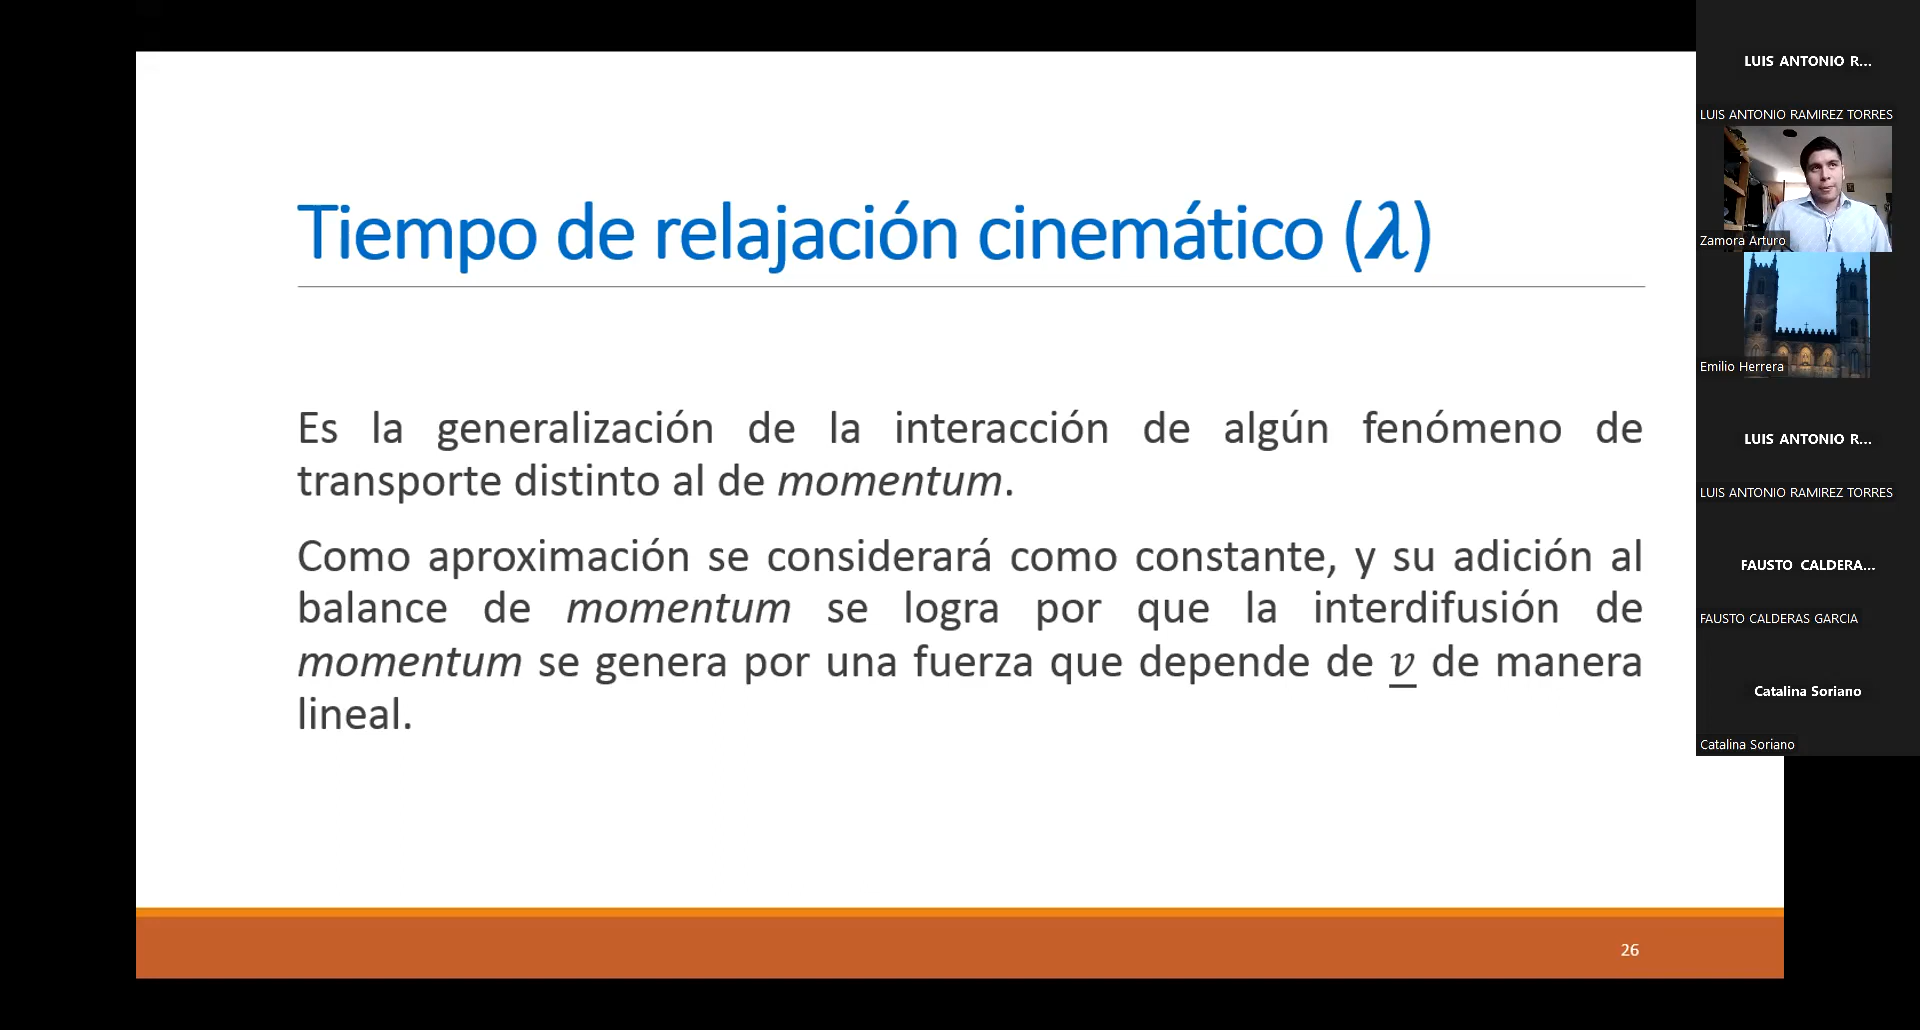 Tiempo de relajación cinemático (λ)
Es la generalización de la interacción de algún fenómeno de
transporte distinto al de momentum.
Como aproximación se considerará como constante, y su adición al
balance de momentum se logra por que la interdifusión de
momentum se genera por una fuerza que depende de v de manera
lineal.
26
LUIS ANTONIO R...
LUIS ANTONIO RAMIREZ TORRES
Zamora Arturo
Emilio Herrera
LUIS ANTONIO R...
LUIS ANTONIO RAMIREZ TORRES
FAUSTO CALDERA...
FAUSTO CALDERAS GARCIA
Catalina Soriano
Catalina Soriano